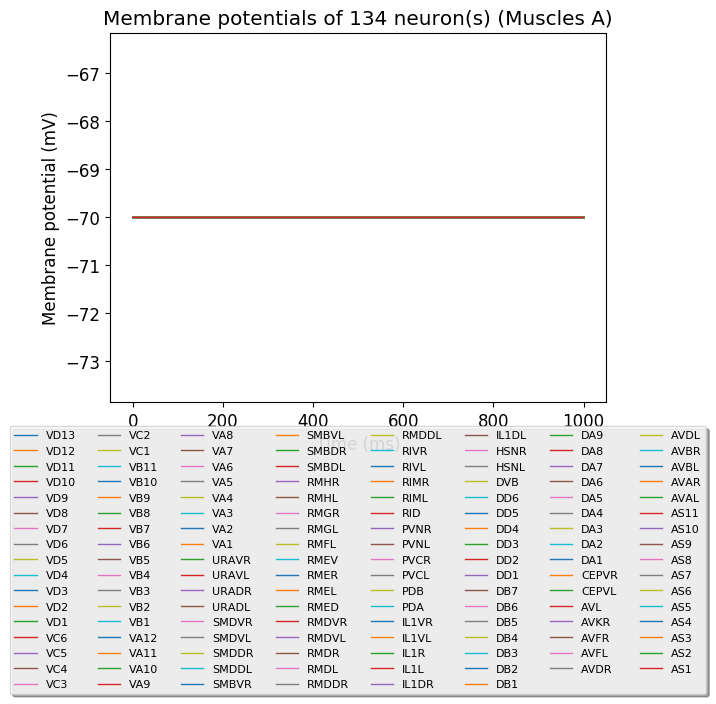 Membrane potentials of 134 neuron(s) (Muscles A)
Membrane potential (mV)
−67
−68
−69
−70
−71
−72
−73
0 200 400 600 800 1000
Time (ms)
VD13 VC2 VA8 SMBVL RMDDL IL1DL DA9 AVDL
VD12 VC1 VA7 SMBDR RIVR HSNR DA8 AVBR
VD11 VB11 VA6 SMBDL RIVL HSNL DA7 AVBL
VD10 VB10 VA5 RMHR RIMR DVB DA6 AVAR
VD9 VB9 VA4 RMHL RIML DD6 DA5 AVAL
VD8 VB8 VA3 RMGR RID DD5 DA4 AS11
VD7 VB7 VA2 RMGL PVNR DD4 DA3 AS10
VD6 VB6 VA1 RMFL PVNL DD3 DA2 AS9
VD5 VB5 URAVR RMEV PVCR DD2 DA1 AS8
VD4 VB4 URAVL RMER PVCL DD1 CEPVR AS7
VD3 VB3 URADR RMEL PDB DB7 CEPVL AS6
VD2 VB2 URADL RMED PDA DB6 AVL AS5
VD1 VB1 SMDVR RMDVR IL1VR DB5 AVKR AS4
VC6 VA12 SMDVL RMDVL IL1VL DB4 AVFR AS3
VC5 VA11 SMDDR RMDR IL1R DB3 AVFL AS2
VC4 VA10 SMDDL RMDL IL1L DB2 AVDR AS1
VC3 VA9 SMBVR RMDDR IL1DR DB1